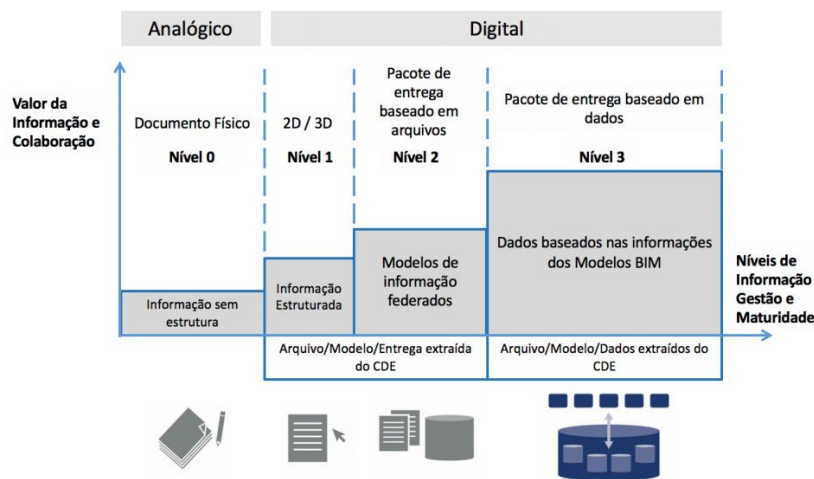 Analógico
Digital
Valor da
Informação e
Colaboração
Documento Físico
Nível 0
2D / 3D
Nível 1
Pacote de
entrega
baseado em
arquivos
Nível 2
Pacote de entrega baseado em
dados
Nível 3
Informação sem
estrutura
Informação
Estruturada
Modelos de
informação
federados
Dados baseados nas informações
dos Modelos BIM
Níveis de
Informação
Gestão e
Maturidade
Arquivo/Modelo/Entrega extraída
do CDE
Arquivo/Modelo/Dados extraídos do
CDE